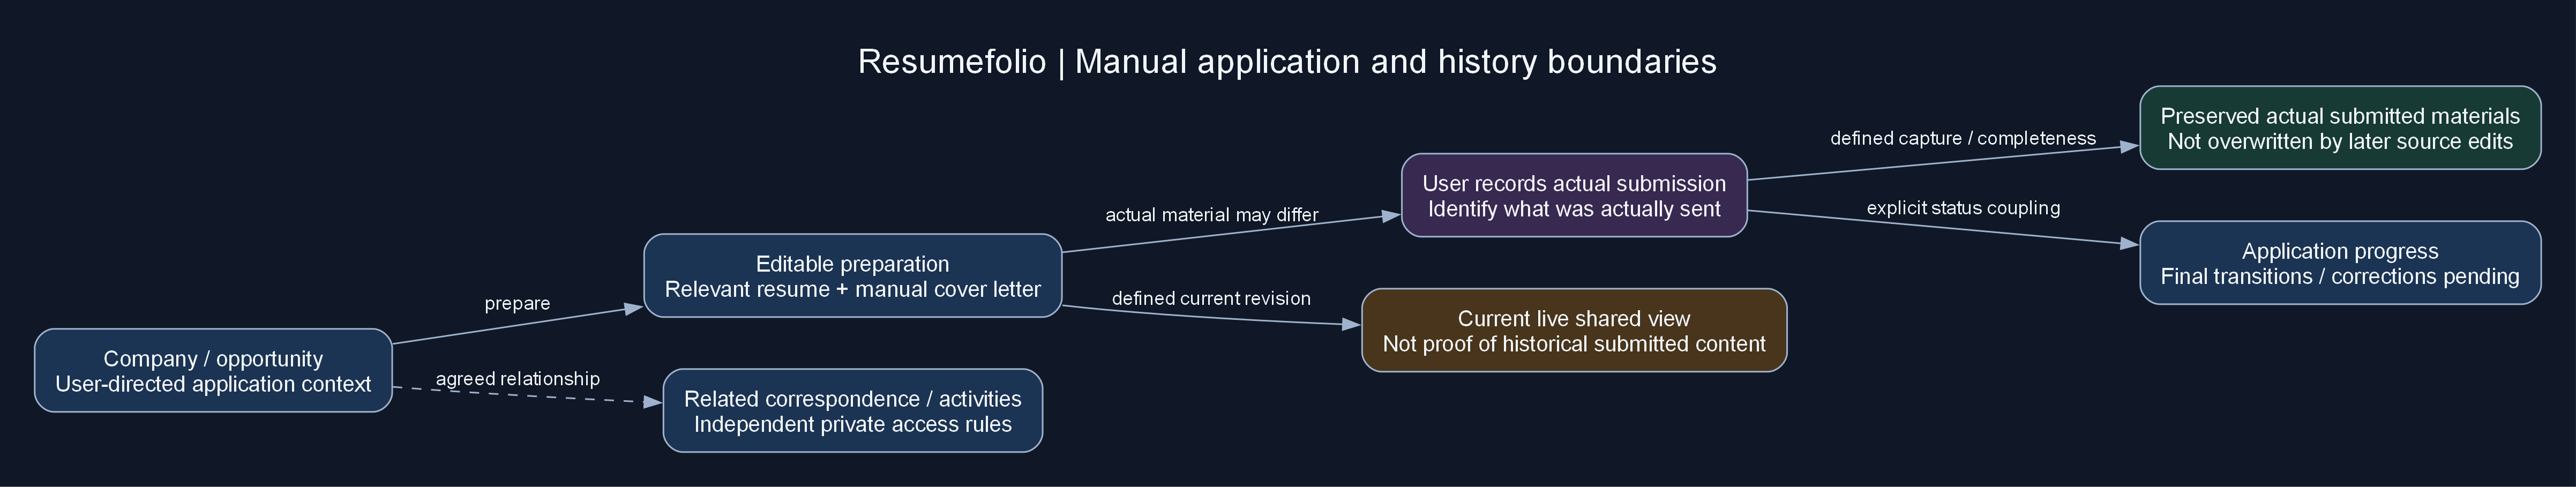 Resumefolio | Manual application and history boundaries
Company / opportunity
User-directed application context
prepare
agreed relationship
Editable preparation
Relevant resume + manual cover letter
Related correspondence / activities
Independent private access rules
actual material may differ
defined current revision
User records actual submission
Identify what was actually sent
Current live shared view
Not proof of historical submitted content
defined capture / completeness
explicit status coupling
Preserved actual submitted materials
Not overwritten by later source edits
Application progress
Final transitions / corrections pending